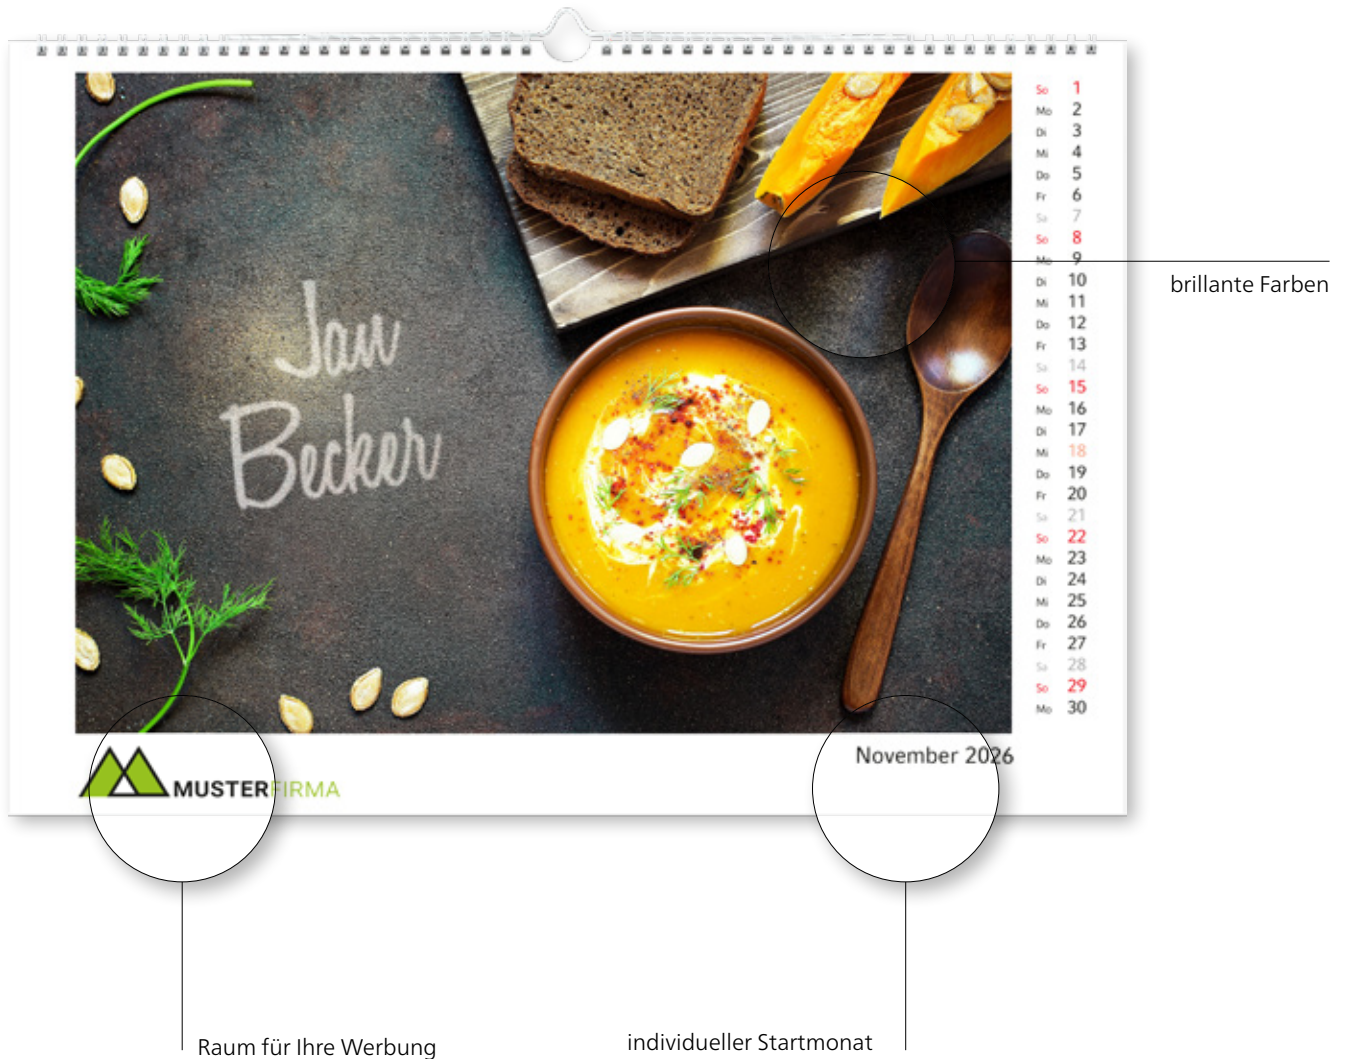 Jan
Becker
So 1
Mo 2
Di 3
Mi 4
Do 5
Fr 6
Sa 7
So 8
Mo 9
Di 10
Mi 11
Do 12
Fr 13
Sa 14
So 15
Mo 16
Di 17
Mi 18
Do 19
Fr 20
Sa 21
So 22
Mo 23
Di 24
Mi 25
Do 26
Fr 27
Sa 28
So 29
Mo 30
brillante Farben
November 2026
MUSTERFIRMA
Raum für Ihre Werbung
individueller Startmonat